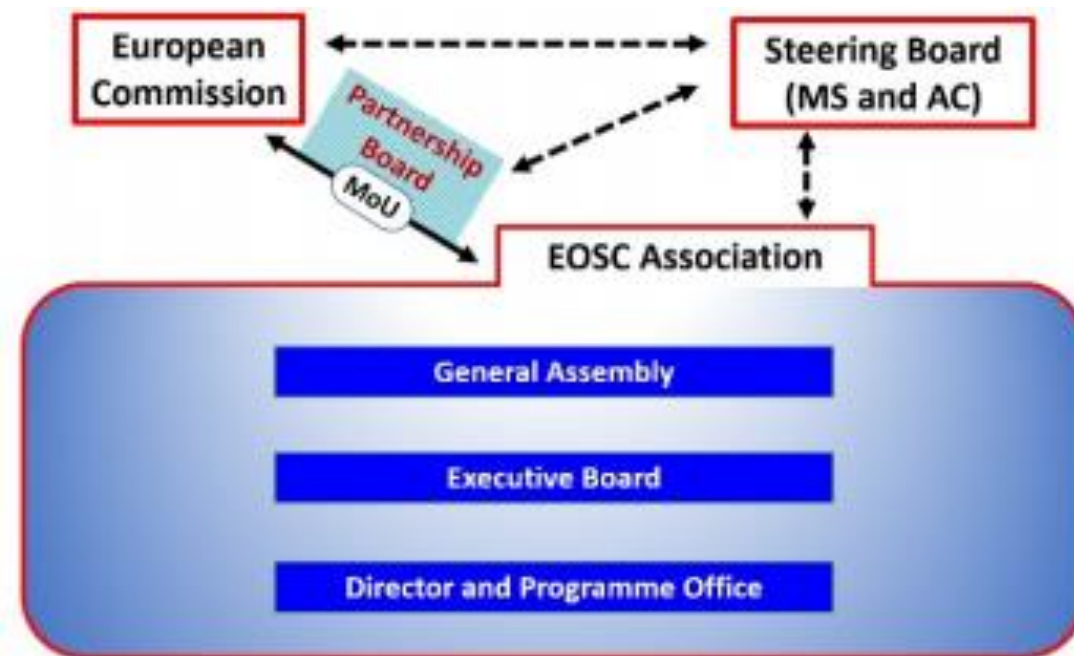 European
Commission
Steering Board
(MS and AC)
Partnership
Board
MoU
EOSC Association
General Assembly
Executive Board
Director and Programme Office